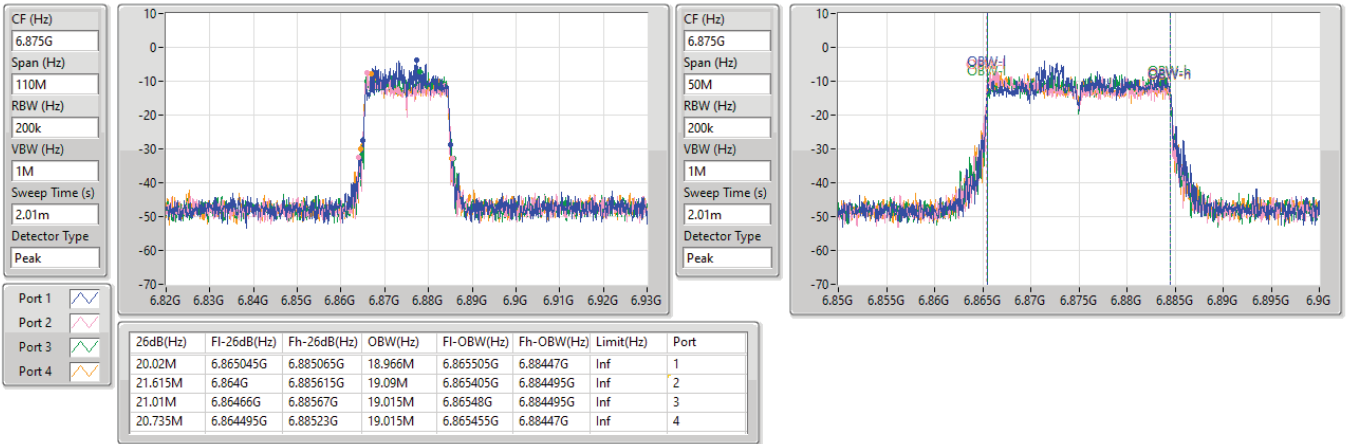 CF (Hz)
6.875G
Span (Hz)
110M
RBW (Hz)
200k
VBW (Hz)
1M
Sweep Time (s)
2.01m
Detector Type
Peak
10-
0-
-10-
-20-
-30-
-40-
-50-
-60-
-70-
6.82G 6.83G 6.84G 6.85G 6.86G 6.87G 6.88G 6.89G 6.9G 6.91G 6.92G 6.93G
CF (Hz)
6.875G
Span (Hz)
50M
RBW (Hz)
200k
VBW (Hz)
1M
Sweep Time (s)
2.01m
Detector Type
Peak
10-
0-
-10-
-20-
-30-
-40-
-50-
-60-
-70-
OBW-l
OBW-h
6.85G 6.855G 6.86G 6.865G 6.87G 6.875G 6.88G 6.885G 6.89G 6.895G 6.9G
Port 1
Port 2
Port 3
Port 4
26dB(Hz) Fl-26dB(Hz) Fh-26dB(Hz) OBW(Hz) Fl-OBW(Hz) Fh-OBW(Hz) Limit(Hz) Port
20.02M 6.865045G 6.885065G 18.966M 6.865505G 6.88447G Inf 1
21.615M 6.864G 6.885615G 19.09M 6.865405G 6.884495G Inf 2
21.01M 6.86466G 6.88567G 19.015M 6.86548G 6.884495G Inf 3
20.735M 6.864495G 6.88523G 19.015M 6.865455G 6.88447G Inf 4